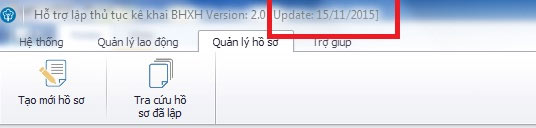 Hỗ trợ lập thủ tục kê khai BHXH Version: 2.0 [Update: 15/11/2015]
Hệ thống Quản lý lao động Quản lý hồ sơ Trợ giúp
Tạo mới hồ sơ
Tra cứu hồ
sơ đã lập